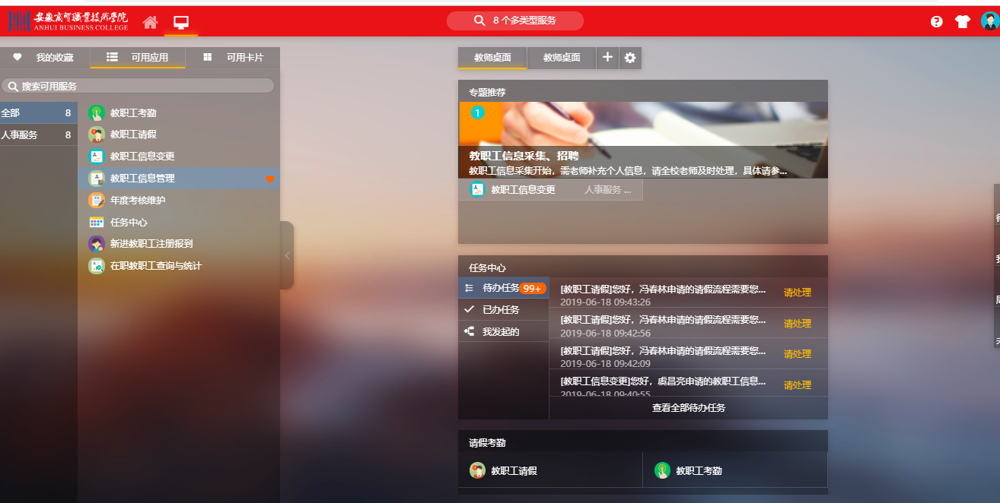 安徽商贸职业技术学院
ANHUI BUSINESS COLLEGE
8 个多类型服务
我的收藏
可用应用
可用卡片
搜索可用服务
全部 8
人事服务 8
教职工考勤
教职工请假
教职工信息变更
教职工信息管理
年度考核维护
任务中心
新进教职工注册报到
在职教职工查询与统计
教师桌面
教师桌面
专题推荐
1
教职工信息采集、招聘
教职工信息采集开始，需老师补充个人信息，请全校老师及时处理，具体请参...
教职工信息变更 人事服务 ...
任务中心
待办任务 99+
已办任务
我发起的
[教职工请假]您好，冯春林申请的请假流程需要您...
2019-06-18 09:43:26
请处理
[教职工请假]您好，冯春林申请的请假流程需要您...
2019-06-18 09:42:56
请处理
[教职工请假]您好，冯春林申请的请假流程需要您...
2019-06-18 09:42:09
请处理
[教职工信息变更]您好，虞昌亮申请的教职工信息...
2019-06-18 09:40:55
请处理
查看全部待办任务
请假考勤
教职工请假
教职工考勤